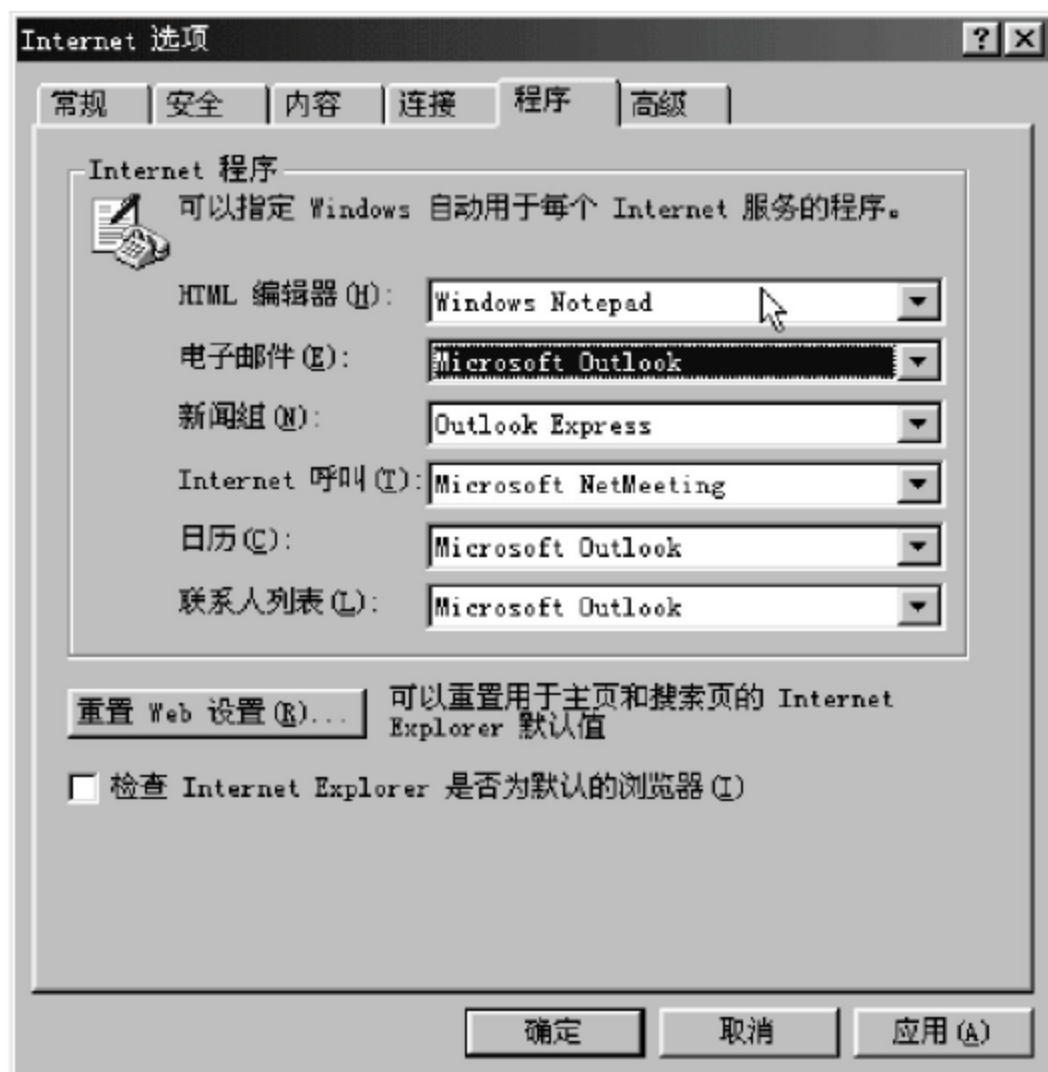 Internet 选项
常规 安全 内容 连接 程序 高级
Internet 程序
可以指定 Windows 自动用于每个 Internet 服务的程序。
HTML 编辑器(H): Windows Notepad
电子邮件(E): Microsoft Outlook
新闻组(N): Outlook Express
Internet 呼叫(T): Microsoft NetMeeting
日历(C): Microsoft Outlook
联系人列表(L): Microsoft Outlook
重置 Web 设置(R)... 可以重置用于主页和搜索页的 Internet
Explorer 默认值
检查 Internet Explorer 是否为默认的浏览器(I)
确定 取消 应用(A)